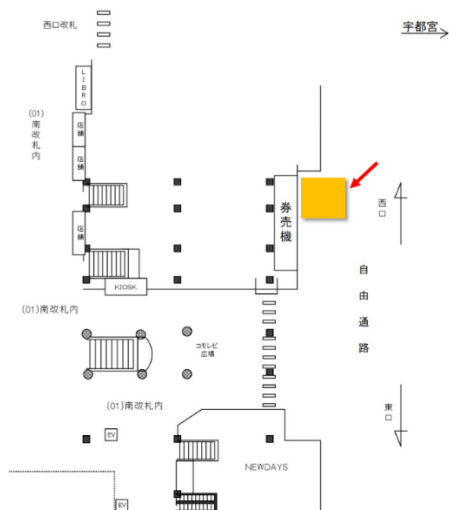 西口改札
宇都宮
LIBRO
(01)
南改札内
店舗
店舗
店舗
券売機
西口
KIOSK
自由通路
(01)南改札内
コモレビ
広場
(01)南改札内
東口
EV
NEWDAYS
EV